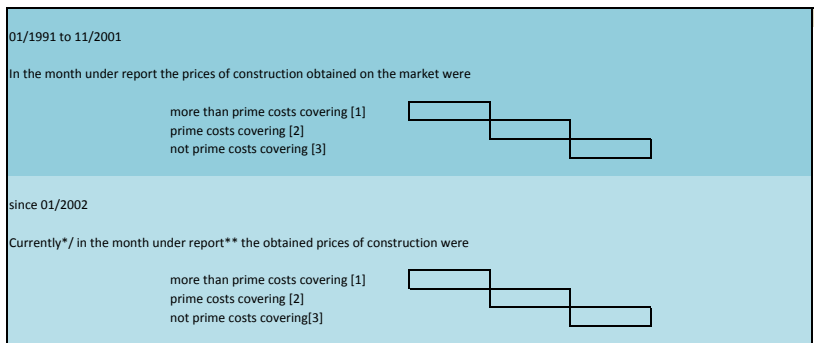 01/1991 to 11/2001
In the month under report the prices of construction obtained on the market were
more than prime costs covering [1]
prime costs covering [2]
not prime costs covering [3]
since 01/2002
Currently*/ in the month under report** the obtained prices of construction were
more than prime costs covering [1]
prime costs covering [2]
not prime costs covering[3]